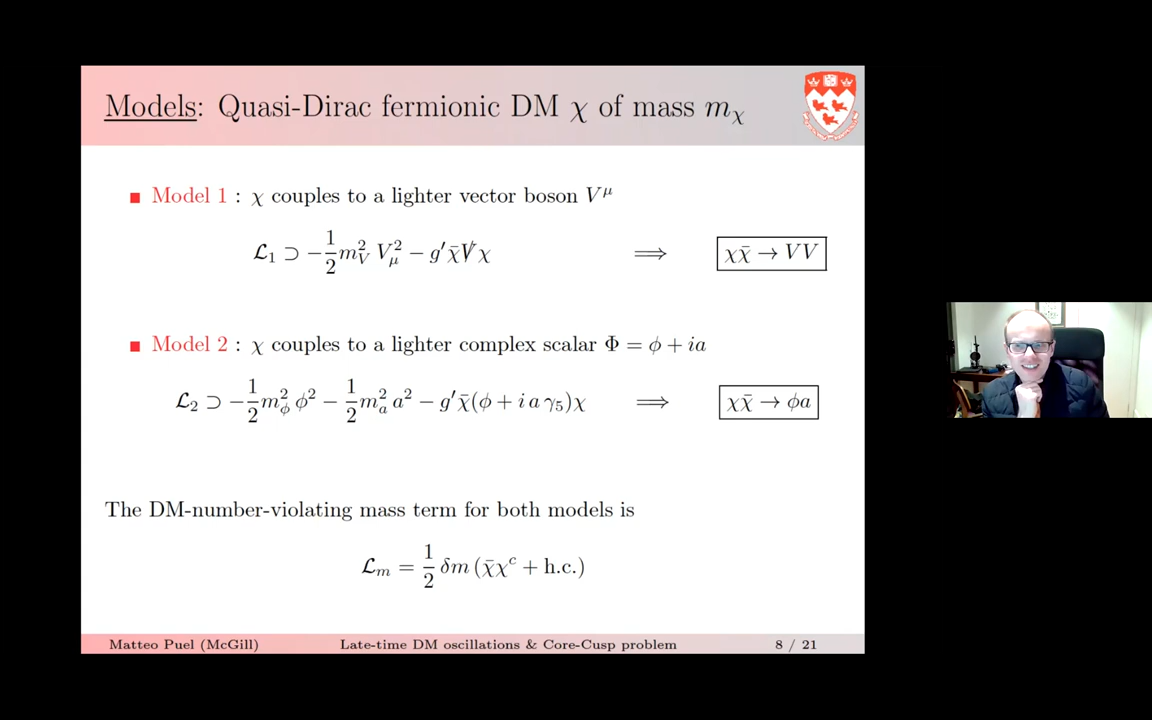 Models: Quasi-Dirac fermionic DM χ of mass m_χ
■ Model 1 : χ couples to a lighter vector boson V^μ
ℒ₁ ⊃ −1/2 m_V^2 V_μ^2 − g′χ̄V̸χ ⟹ χχ̄ → VV
■ Model 2 : χ couples to a lighter complex scalar Φ = ϕ + ia
ℒ₂ ⊃ −1/2 m_ϕ^2 ϕ^2 − 1/2 m_a^2 a^2 − g′χ̄(ϕ + i a γ₅)χ ⟹ χχ̄ → ϕa
The DM-number-violating mass term for both models is
ℒ_m = 1/2 δm (χ̄χ^c + h.c.)
Matteo Puel (McGill) Late-time DM oscillations & Core-Cusp problem 8 / 21